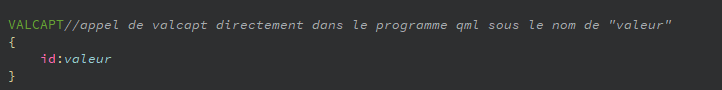 VALCAPT//appel de valcapt directement dans le programme qml sous le nom de "valeur"
{
    id:valeur
}